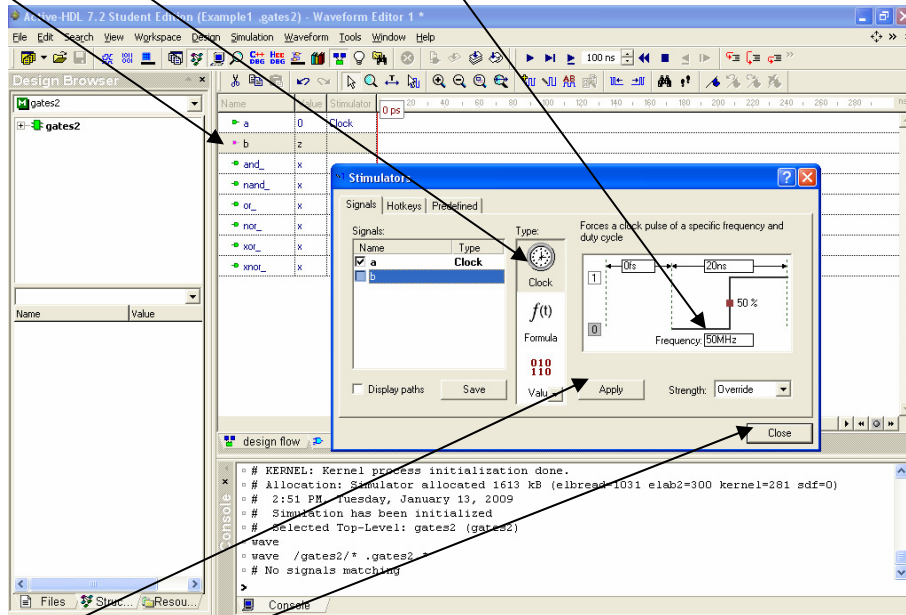 Active-HDL 7.2 Student Edition (Example1 ,gates2) - Waveform Editor 1 *
File Edit Search View Workspace Design Simulation Waveform Tools Window Help
100 ns
Design Browser
gates2
gates2
Name Value Stimulator
20 40 60 80 100 120 140 160 180 200 220 240 260 280
0 ps
a 0 Clock
b z
and_ x
nand_ x
or_ x
nor_ x
xor_ x
xnor_ x
Name Value
Stimulators
Signals Hotkeys Predefined
Signals:
Name Type
a Clock
b
Display paths
Save
Type:
Clock
f(t)
Formula
010
110
Valu
Forces a clock pulse of a specific frequency and
duty cycle
0fs 20ns
1
50 %
0
Frequency: 50MHz
Apply
Strength: Override
Close
design flow
Console
# KERNEL: Kernel process initialization done.
# Allocation: Simulator allocated 1613 kB (elbread=1031 elab2=300 kernel=281 sdf=0)
# 2:51 PM, Tuesday, January 13, 2009
# Simulation has been initialized
# Selected Top-Level: gates2 (gates2)
wave
wave /gates2/* .gates2 *
# No signals matching
>
Files Struc... Resou...
Console